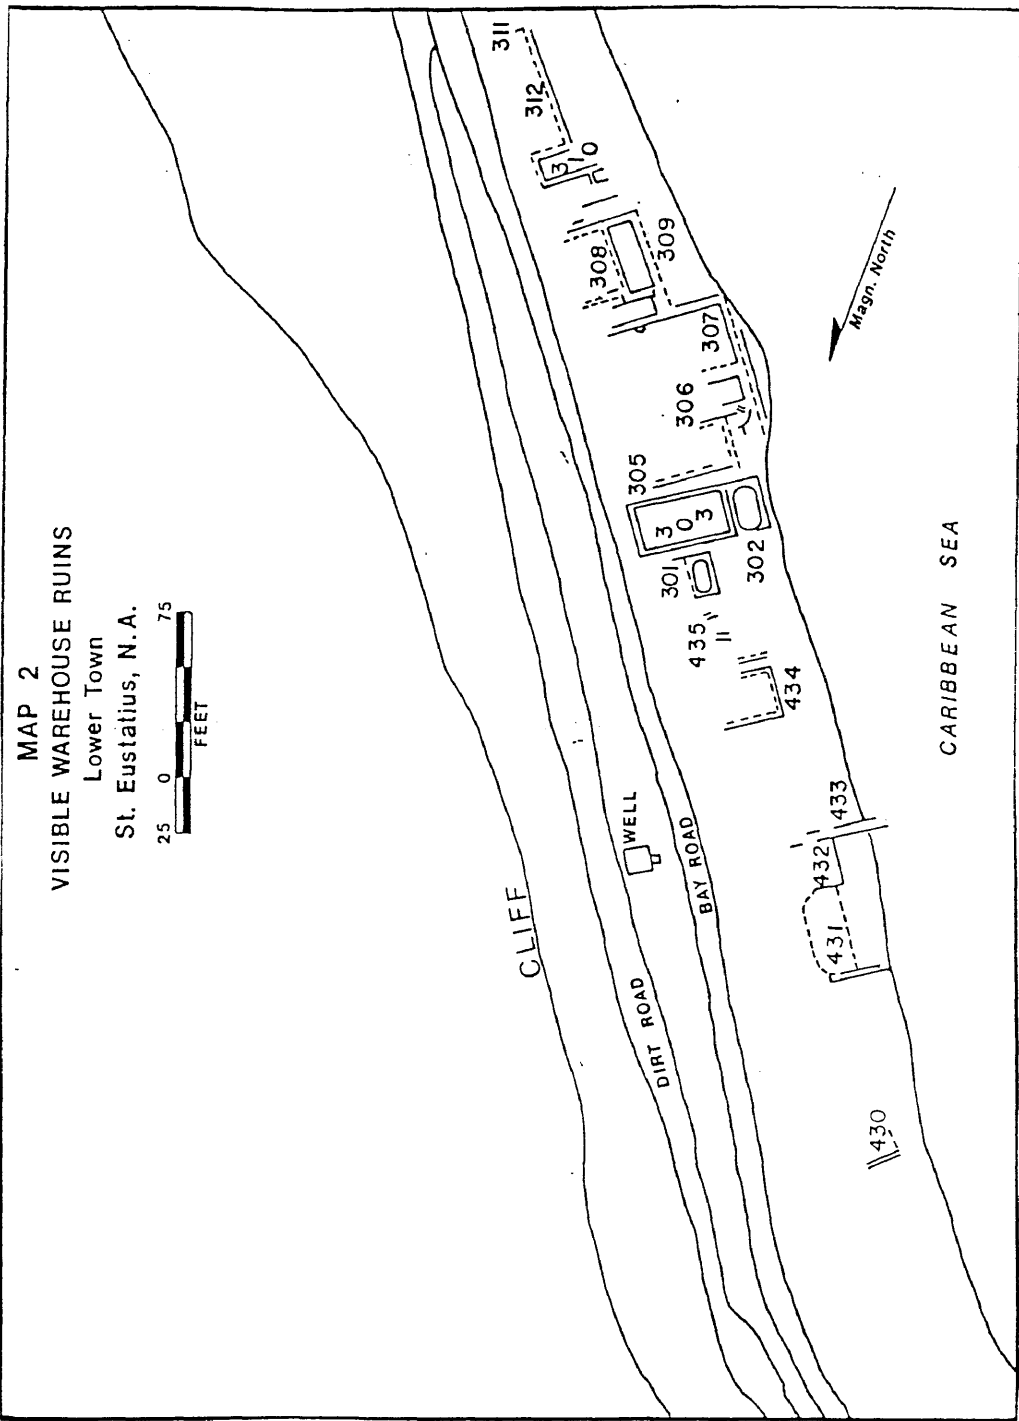 MAP 2
VISIBLE WAREHOUSE RUINS
Lower Town
St. Eustatius, N.A.
25 0 75
FEET
CLIFF
DIRT ROAD
WELL
BAY ROAD
430
431
432
433
434
435
301
302
303
305
306
307
308
309
310
312
311
Magn. North
CARIBBEAN SEA